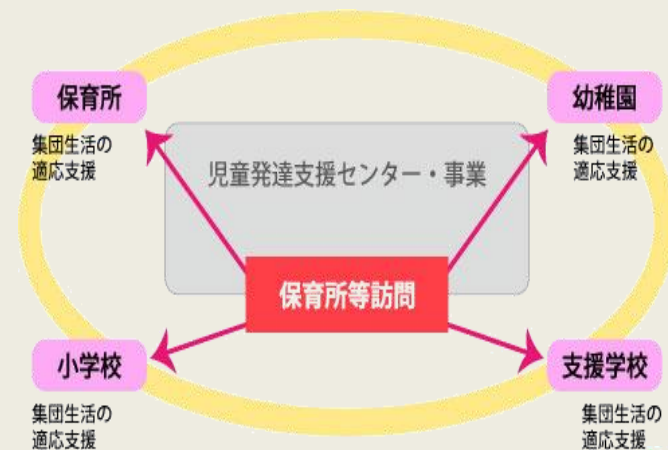 保育所
幼稚園
集団生活の
適応支援
集団生活の
適応支援
児童発達支援センター・事業
保育所等訪問
小学校
支援学校
集団生活の
適応支援
集団生活の
適応支援